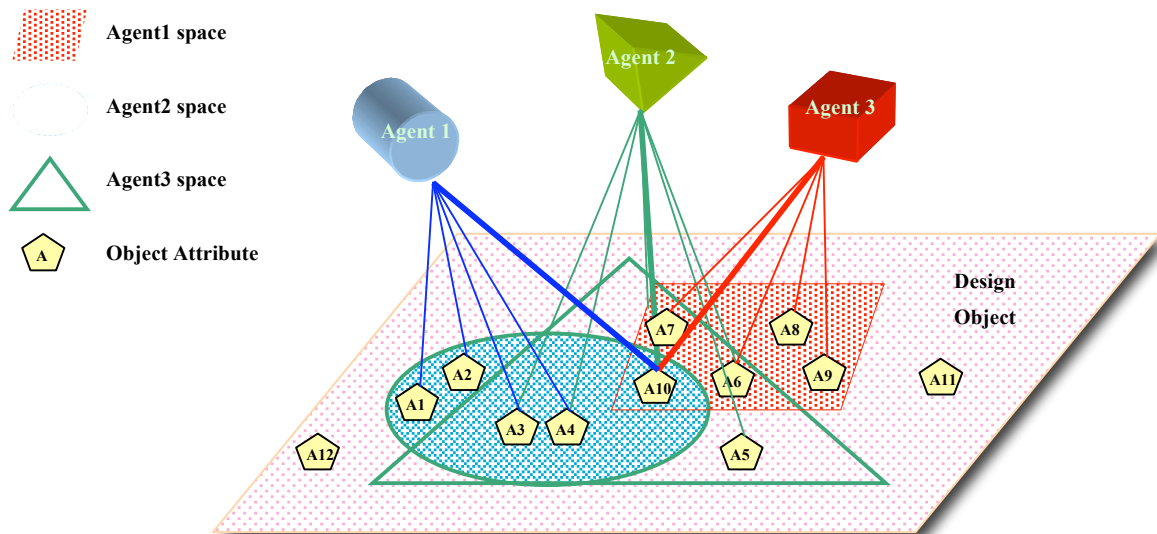 Agent1 space
Agent2 space
Agent3 space
A
Object Attribute
Agent 1
Agent 2
Agent 3
Design
Object
A7
A8
A2
A10
A6
A9
A11
A1
A3
A4
A12
A5